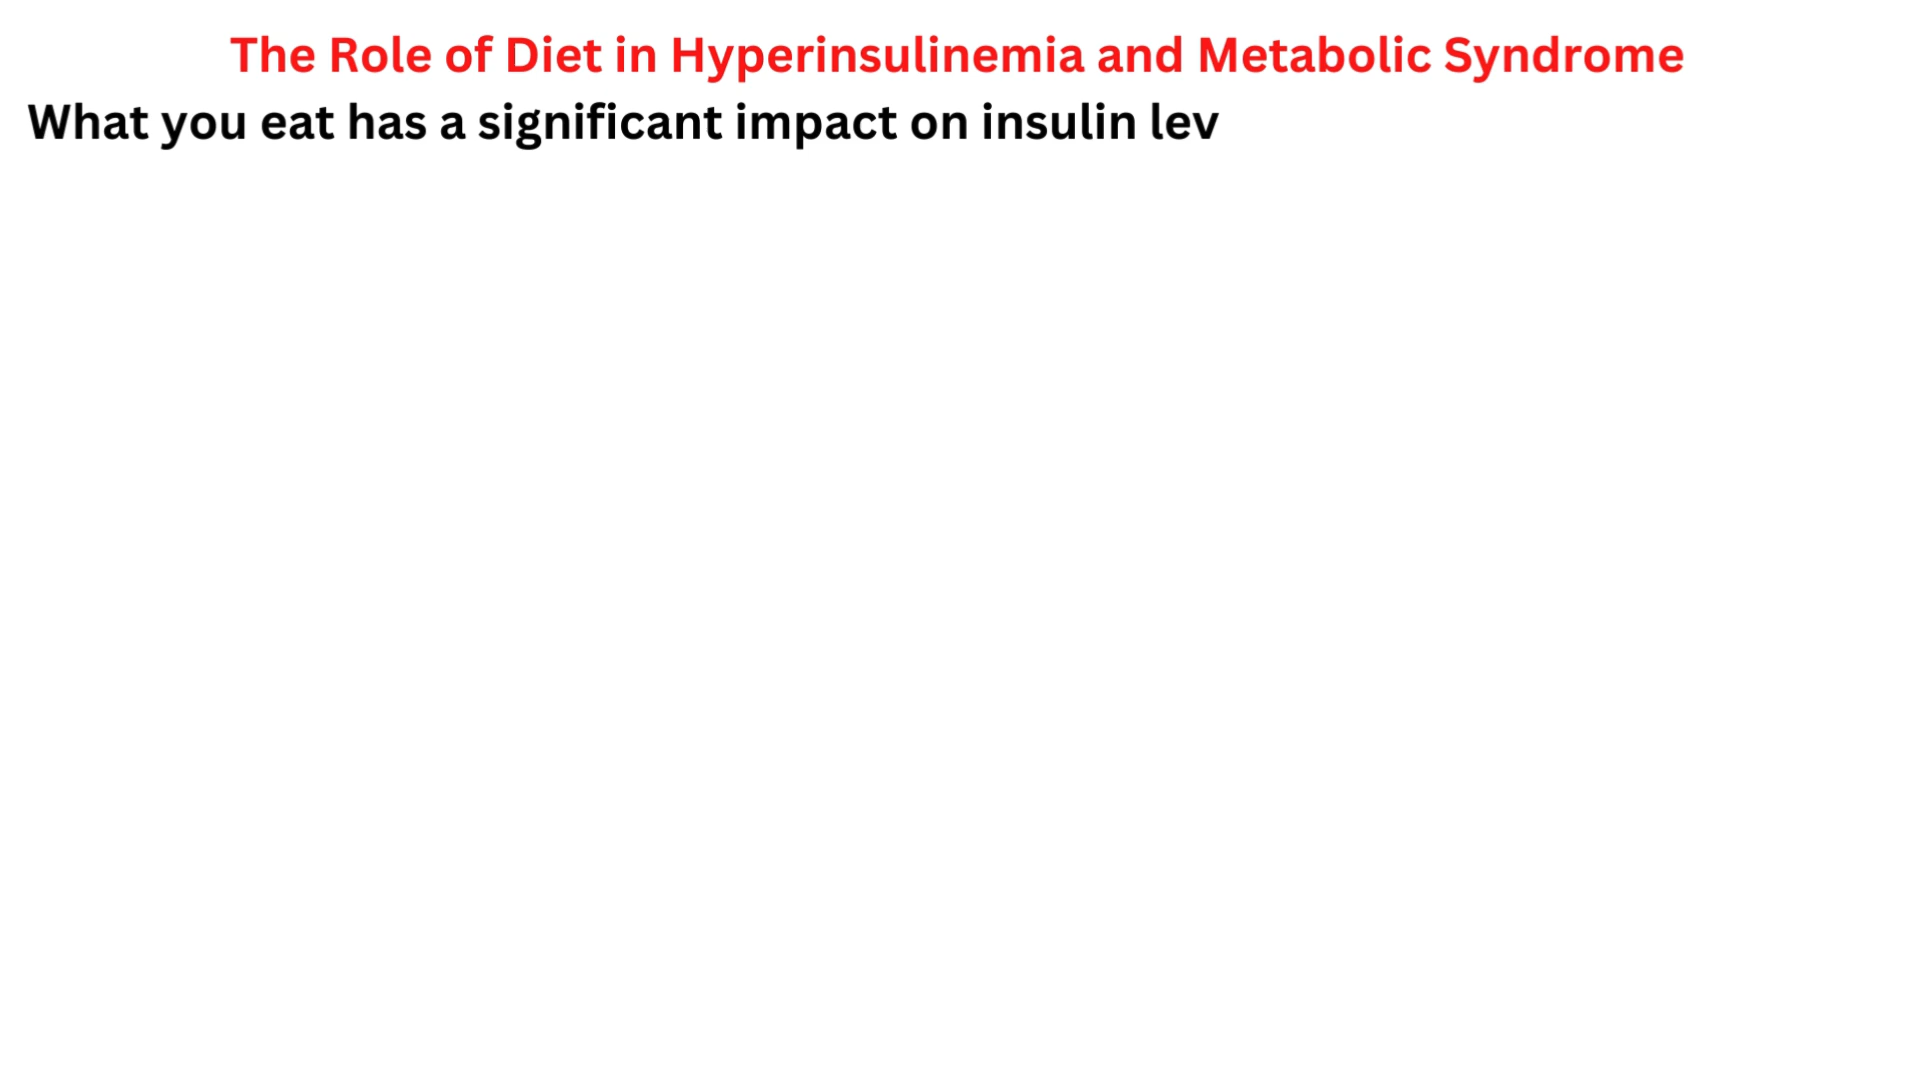 The Role of Diet in Hyperinsulinemia and Metabolic Syndrome
What you eat has a significant impact on insulin lev